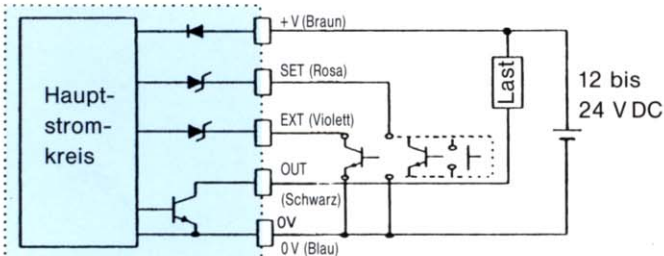 + V (Braun)
SET (Rosa)
Haupt-
strom-
kreis
EXT (Violett)
OUT
(Schwarz)
0V
0 V (Blau)
Last
12 bis
24 V DC